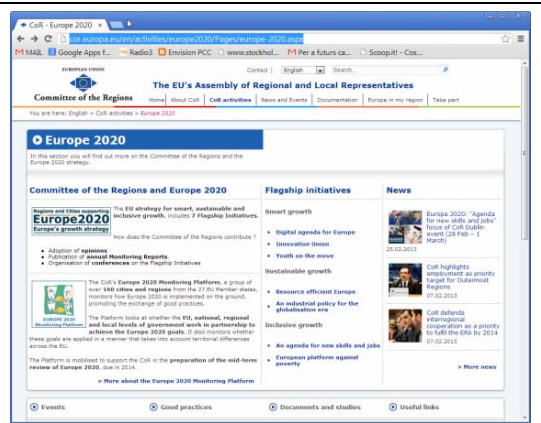 CoR - Europe 2020
cor.europa.eu/en/activities/europe2020/Pages/europe-2020.aspx
MAIL Google Apps f... Radio3 Envision PCC www.stockhol... Per a futurs ca... Scoop.it! - Cos...
EUROPEAN UNION
Committee of the Regions
Contact | English Search...
The EU's Assembly of Regional and Local Representatives
Home About CoR CoR activities News and Events Documentation Europe in my region Take part
You are here: English > CoR activities > Europe 2020
Europe 2020
In this section you will find out more on the Committee of the Regions and the
Europe 2020 strategy.
Committee of the Regions and Europe 2020
Regions and Cities supporting
Europe2020
Europe's growth strategy
The EU strategy for smart, sustainable and
inclusive growth, includes 7 Flagship Initiatives.
How does the Committee of the Regions contribute ?
• Adoption of opinions
• Publication of annual Monitoring Reports.
• Organisation of conferences on the Flagship Initiatives
EUROPE 2020
Monitoring Platform
The CoR's Europe 2020 Monitoring Platform, a group of
over 160 cities and regions from the 27 EU Member states,
monitors how Europe 2020 is implemented on the ground,
promoting the exchange of good practices.
The Platform looks at whether the EU, national, regional
and local levels of government work in partnership to
achieve the Europe 2020 goals. It also monitors whether
these goals are applied in a manner that takes into account territorial differences
across the EU.
The Platform is mobilised to support the CoR in the preparation of the mid-term
review of Europe 2020, due in 2014.
> More about the Europe 2020 Monitoring Platform
Flagship initiatives
Smart growth
• Digital agenda for Europe
• Innovation Union
• Youth on the move
Sustainable growth
• Resource efficient Europe
• An industrial policy for the
globalisation era
Inclusive growth
• An agenda for new skills and jobs
• European platform against
poverty
News
Europe 2020: "Agenda
for new skills and jobs"
focus of CoR Dublin
event (28 Feb – 1
March)
25.02.2013
CoR highlights
employment as priority
target for Outermost
Regions
07.02.2013
CoR defends
interregional
cooperation as a priority
to fulfil the ERA by 2014
07.02.2013
> More news
Events
Good practices
Documents and studies
Useful links